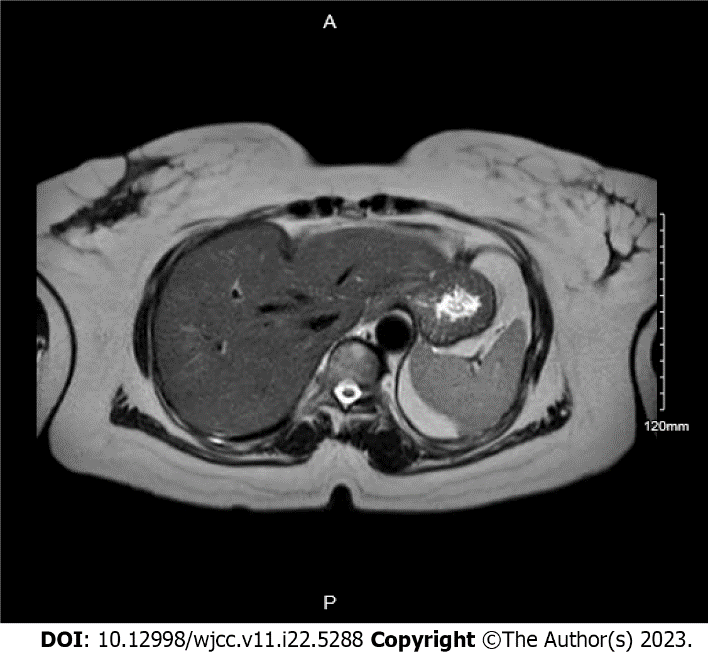 A
120mm
P
DOI: 10.12998/wjcc.v11.i22.5288 Copyright ©The Author(s) 2023.